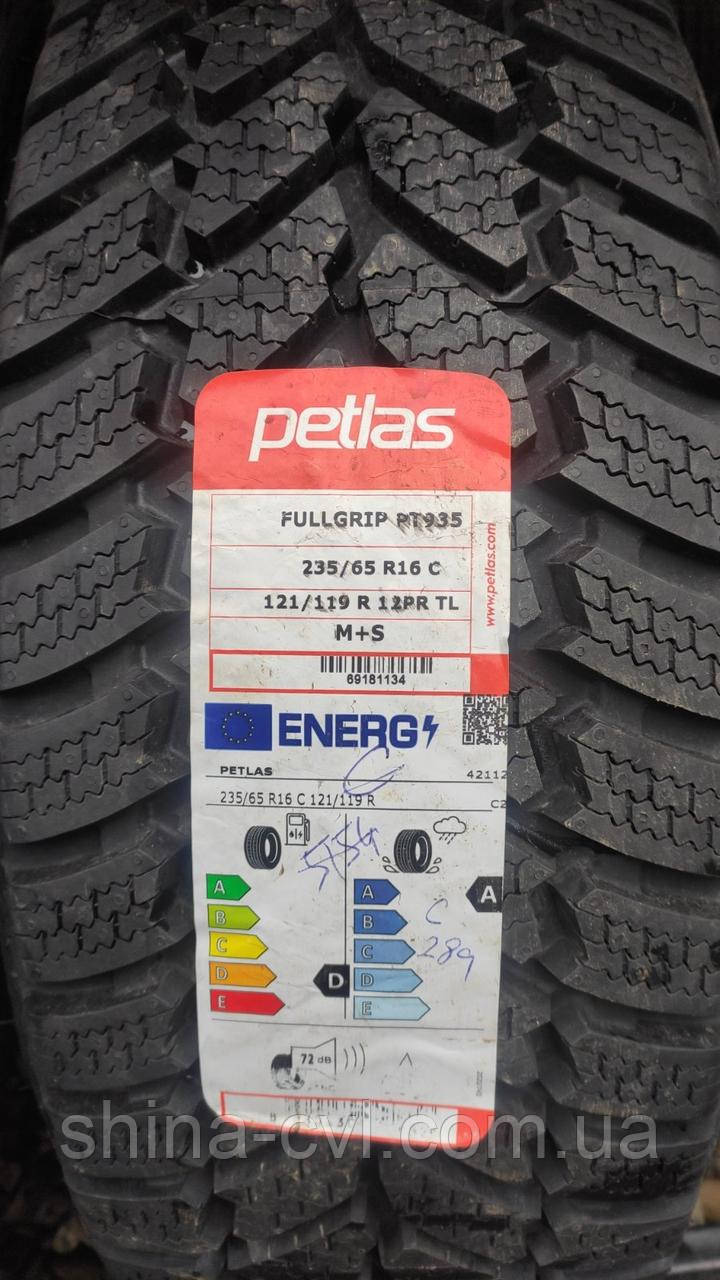 petlas
FULLGRIP PT935
235/65 R16 C
121/119 R 12PR TL
M+S
69181134
www.petlas.com
ENERG
PETLAS
42112
235/65 R16 C 121/119 R
C2
A
B
C
D
E
D
A
B
C
D
E
A
C
289
72 dB
shina-cvl.com.ua